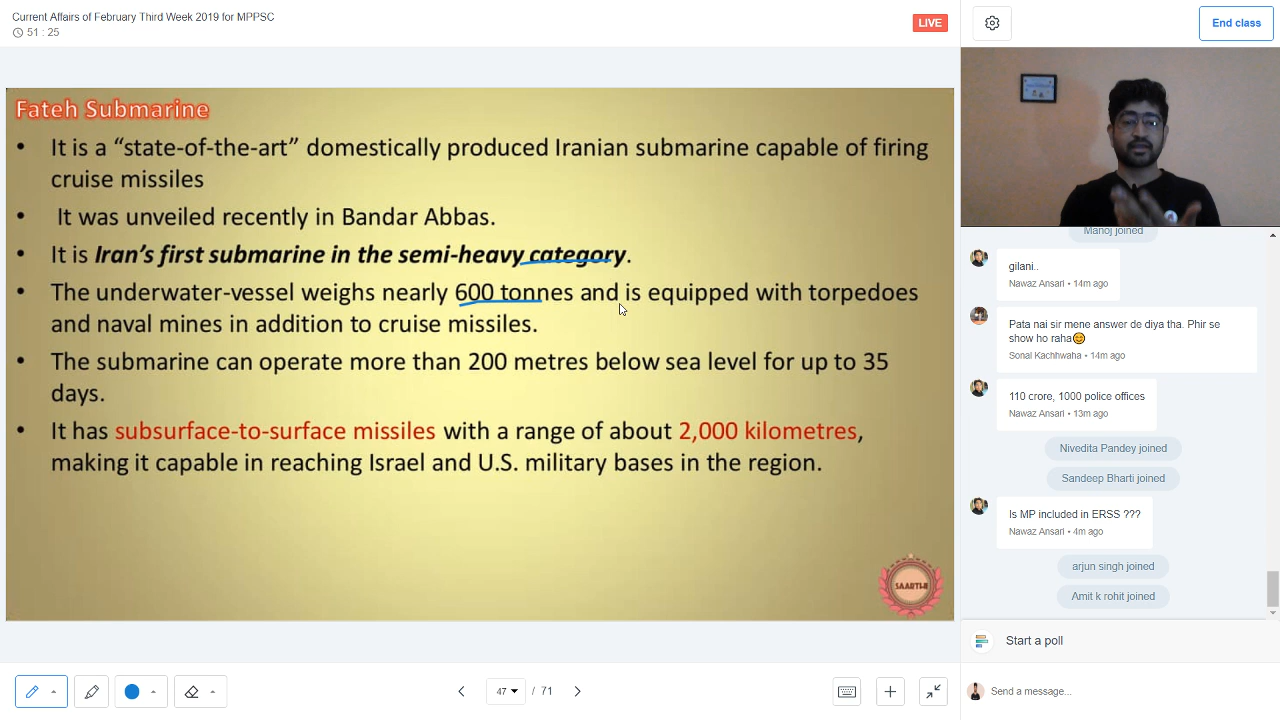 Current Affairs of February Third Week 2019 for MPPSC
51 : 25
LIVE
End class
Fateh Submarine
• It is a “state-of-the-art” domestically produced Iranian submarine capable of firing
cruise missiles
• It was unveiled recently in Bandar Abbas.
• It is Iran’s first submarine in the semi-heavy category.
• The underwater-vessel weighs nearly 600 tonnes and is equipped with torpedoes
and naval mines in addition to cruise missiles.
• The submarine can operate more than 200 metres below sea level for up to 35
days.
• It has subsurface-to-surface missiles with a range of about 2,000 kilometres,
making it capable in reaching Israel and U.S. military bases in the region.
SAARTHI
Manoj joined
gilani..
Nawaz Ansari • 14m ago
Pata nai sir mene answer de diya tha. Phir se
show ho raha😊
Sonal Kachhwaha • 14m ago
110 crore, 1000 police offices
Nawaz Ansari • 13m ago
Nivedita Pandey joined
Sandeep Bharti joined
Is MP included in ERSS ???
Nawaz Ansari • 4m ago
arjun singh joined
Amit k rohit joined
Start a poll
Send a message...
47 / 71